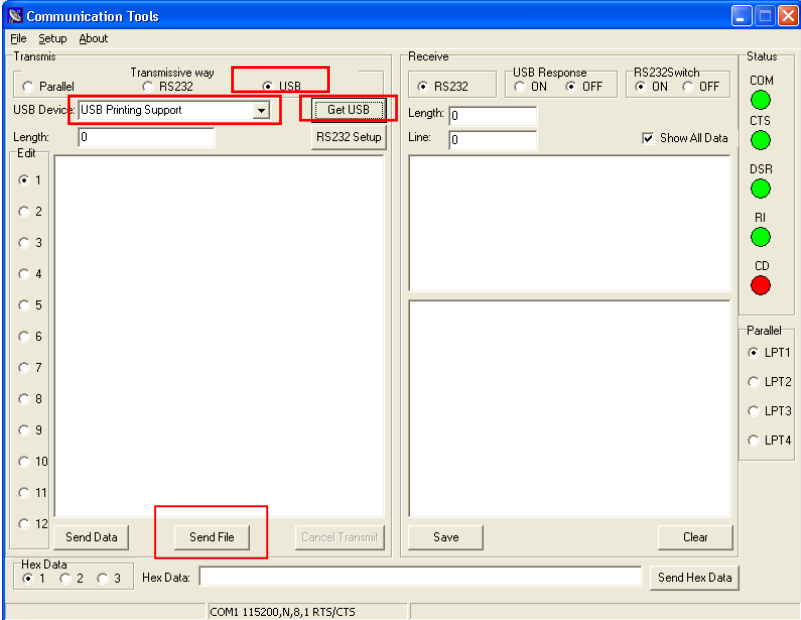 Communication Tools
File Setup About
Transmis
Transmissive way
Parallel RS232 USB
USB Device: USB Printing Support Get USB
Length: 0 RS232 Setup
Edit
1
2
3
4
5
6
7
8
9
10
11
12
Send Data Send File Cancel Transmit
Receive
RS232
USB Response
ON OFF
RS232Switch
ON OFF
Length: 0
Line: 0 Show All Data
Save Clear
Status
COM
CTS
DSR
RI
CD
Parallel
LPT1
LPT2
LPT3
LPT4
Hex Data
1 2 3 Hex Data: Send Hex Data
COM1 115200,N,8,1 RTS/CTS